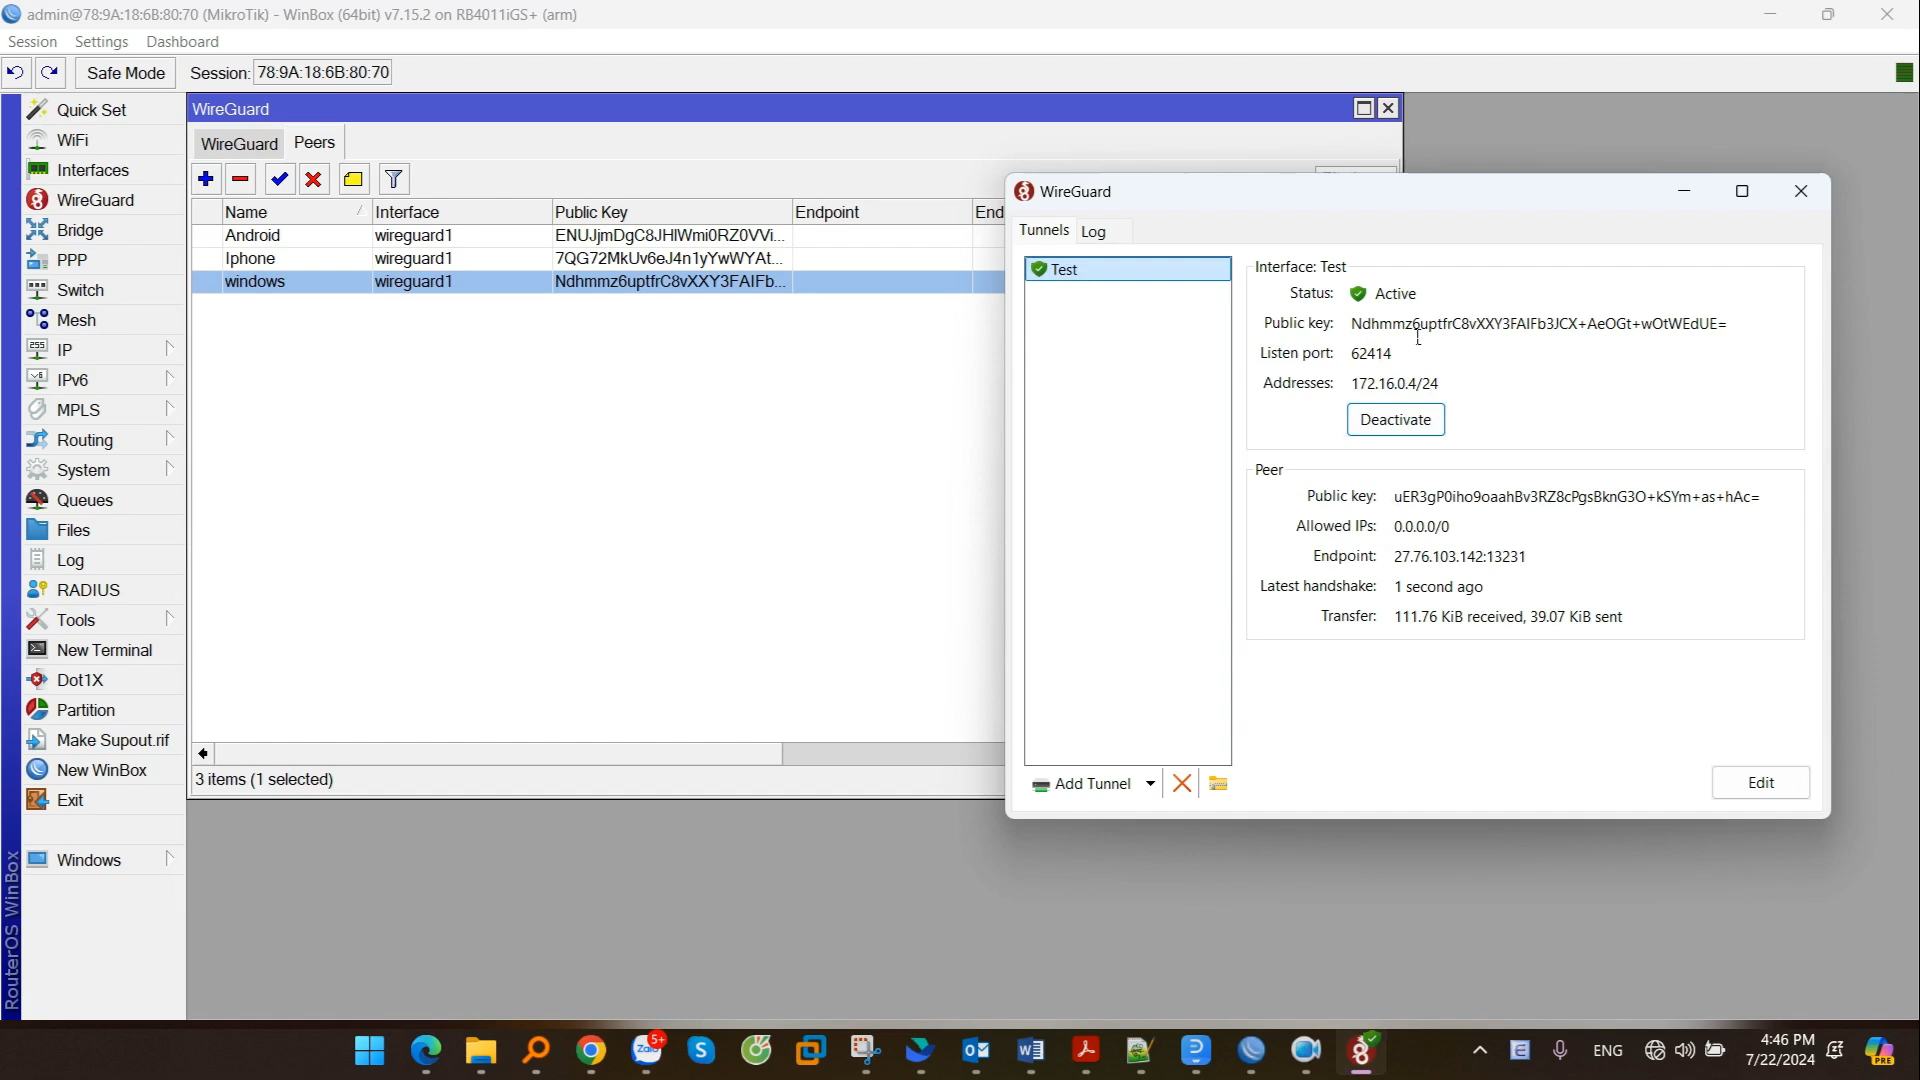 admin@78:9A:18:6B:80:70 (MikroTik) - WinBox (64bit) v7.15.2 on RB4011iGS+ (arm)
Session Settings Dashboard
Safe Mode Session: 78:9A:18:6B:80:70
Quick Set
WiFi
Interfaces
WireGuard
Bridge
PPP
Switch
Mesh
IP
IPv6
MPLS
Routing
System
Queues
Files
Log
RADIUS
Tools
New Terminal
Dot1X
Partition
Make Supout.rif
New WinBox
Exit
Windows
RouterOS WinBox
WireGuard
WireGuard Peers
Name Interface Public Key Endpoint End
Android wireguard1 ENUJjmDgC8JHlWmi0RZ0VVi...
Iphone wireguard1 7QG72MkUv6eJ4n1yYwWYAt...
windows wireguard1 Ndhmmz6uptfrC8vXXY3FAIFb...
3 items (1 selected)
WireGuard
Tunnels Log
Test
Add Tunnel
Interface: Test
Status: Active
Public key: Ndhmmz6uptfrC8vXXY3FAIFb3JCX+AeOGt+wOtWEdUE=
Listen port: 62414
Addresses: 172.16.0.4/24
Deactivate
Peer
Public key: uER3gP0iho9oaahBv3RZ8cPgsBknG3O+kSYm+as+hAc=
Allowed IPs: 0.0.0.0/0
Endpoint: 27.76.103.142:13231
Latest handshake: 1 second ago
Transfer: 111.76 KiB received, 39.07 KiB sent
Edit
Zalo
5+
ENG
4:46 PM
7/22/2024
PRE